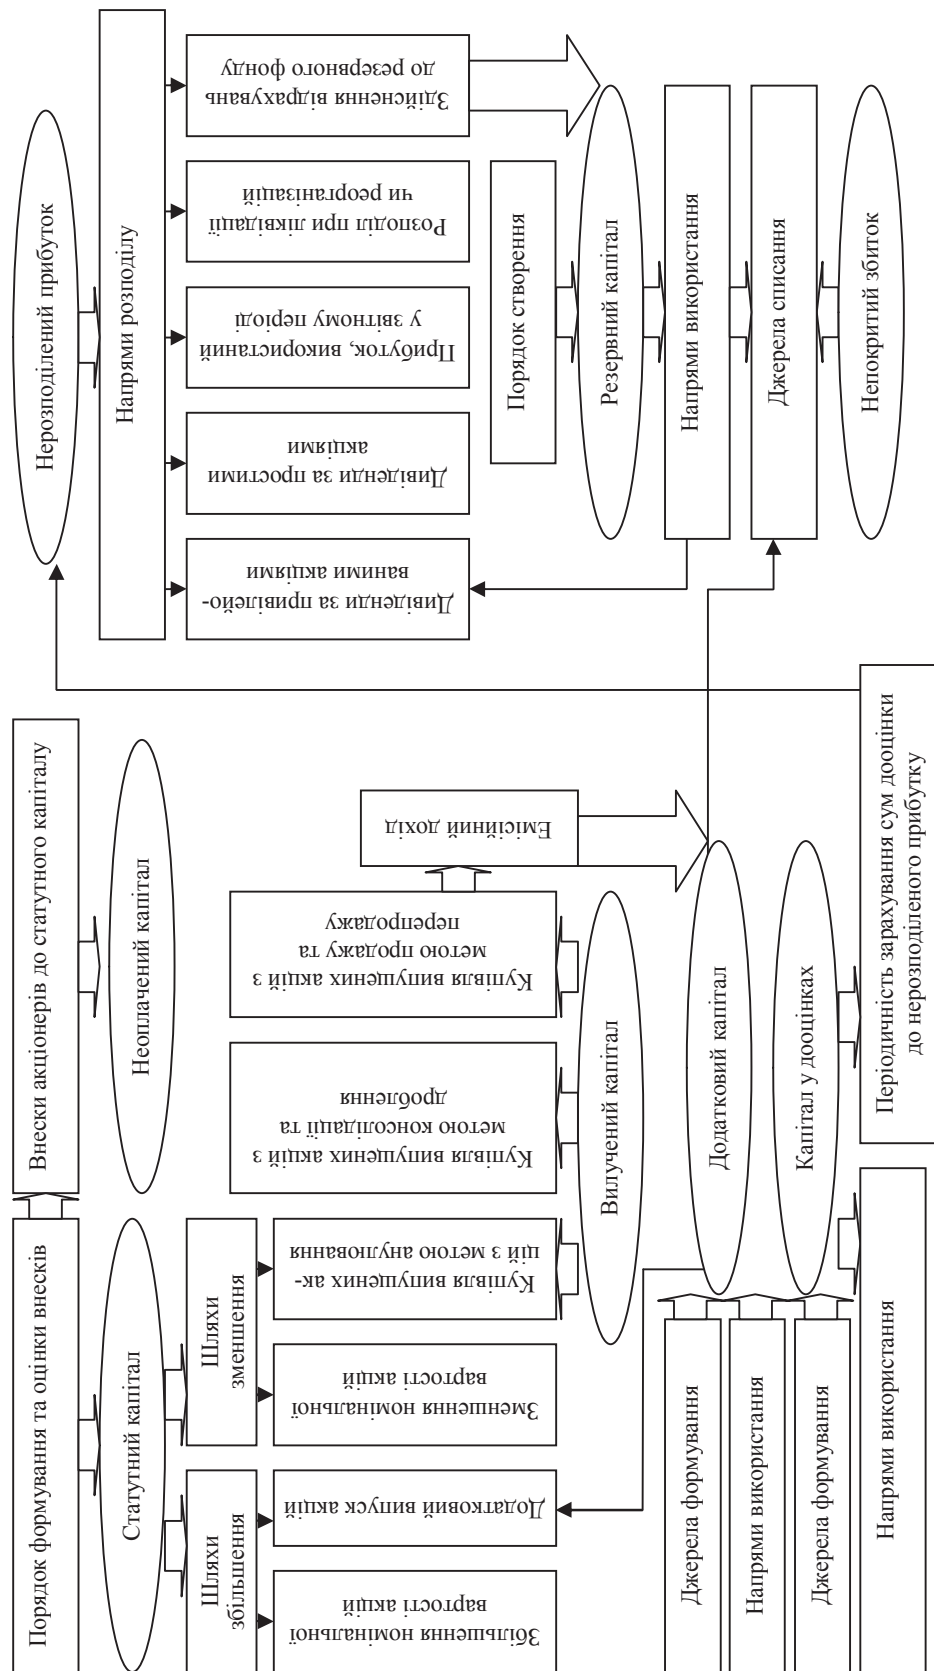 Порядок формування та оцінки внесків
Внески акціонерів до статутного капіталу
Нерозподілений прибуток
Статутний капітал
Неоплачений капітал
Напрями розподілу
Шляхи
збільшення
Шляхи
зменшення
Збільшення номінальної
вартості акцій
Додатковий випуск акцій
Зменшення номінальної
вартості акцій
Купівля випущених ак-
цій з метою анулювання
Купівля випущених акцій з
метою консолідації та
дроблення
Купівля випущених акцій з
метою продажу та
перепродажу
Емісійний дохід
Дивіденди за привілейо-
ваними акціями
Дивіденди за простими
акціями
Прибуток, використаний
у звітному періоді
Розподіл при ліквідації
чи реорганізацій
Здійснення відрахувань
до резервного фонду
Порядок створення
Вилучений капітал
Резервний капітал
Джерела формування
Додатковий капітал
Напрями використання
Напрями використання
Джерела формування
Капітал у дооцінках
Джерела списання
Напрями використання
Періодичність зарахування сум дооцінки
до нерозподіленого прибутку
Непокритий збиток